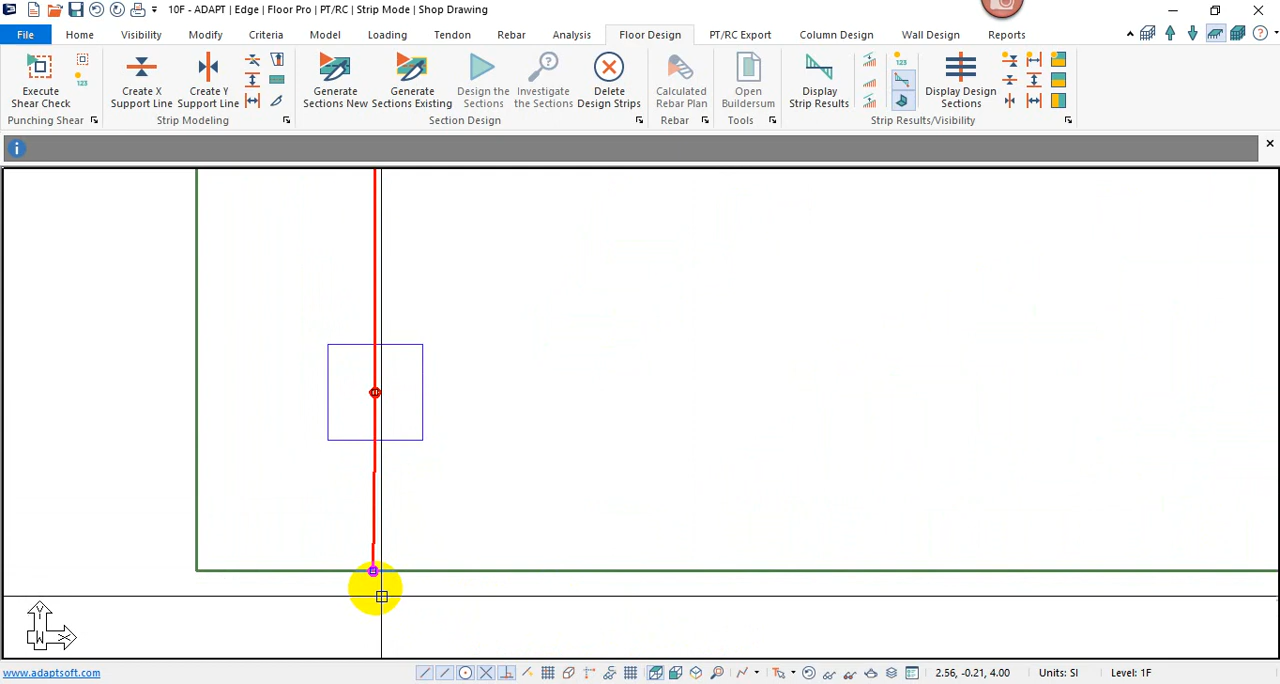 10F - ADAPT | Edge | Floor Pro | PT/RC | Strip Mode | Shop Drawing
File Home Visibility Modify Criteria Model Loading Tendon Rebar Analysis Floor Design PT/RC Export Column Design Wall Design Reports
Execute Shear Check
Create X Support Line
Create Y Support Line
Generate Sections New
Generate Sections Existing
Design the Sections
Investigate the Sections
Delete Design Strips
Calculated Rebar Plan
Open Buildersum
Display Strip Results
Display Design Sections
Punching Shear Strip Modeling Section Design Rebar Tools Strip Results/Visibility
www.adaptsoft.com 2.56, -0.21, 4.00 Units: SI Level: 1F